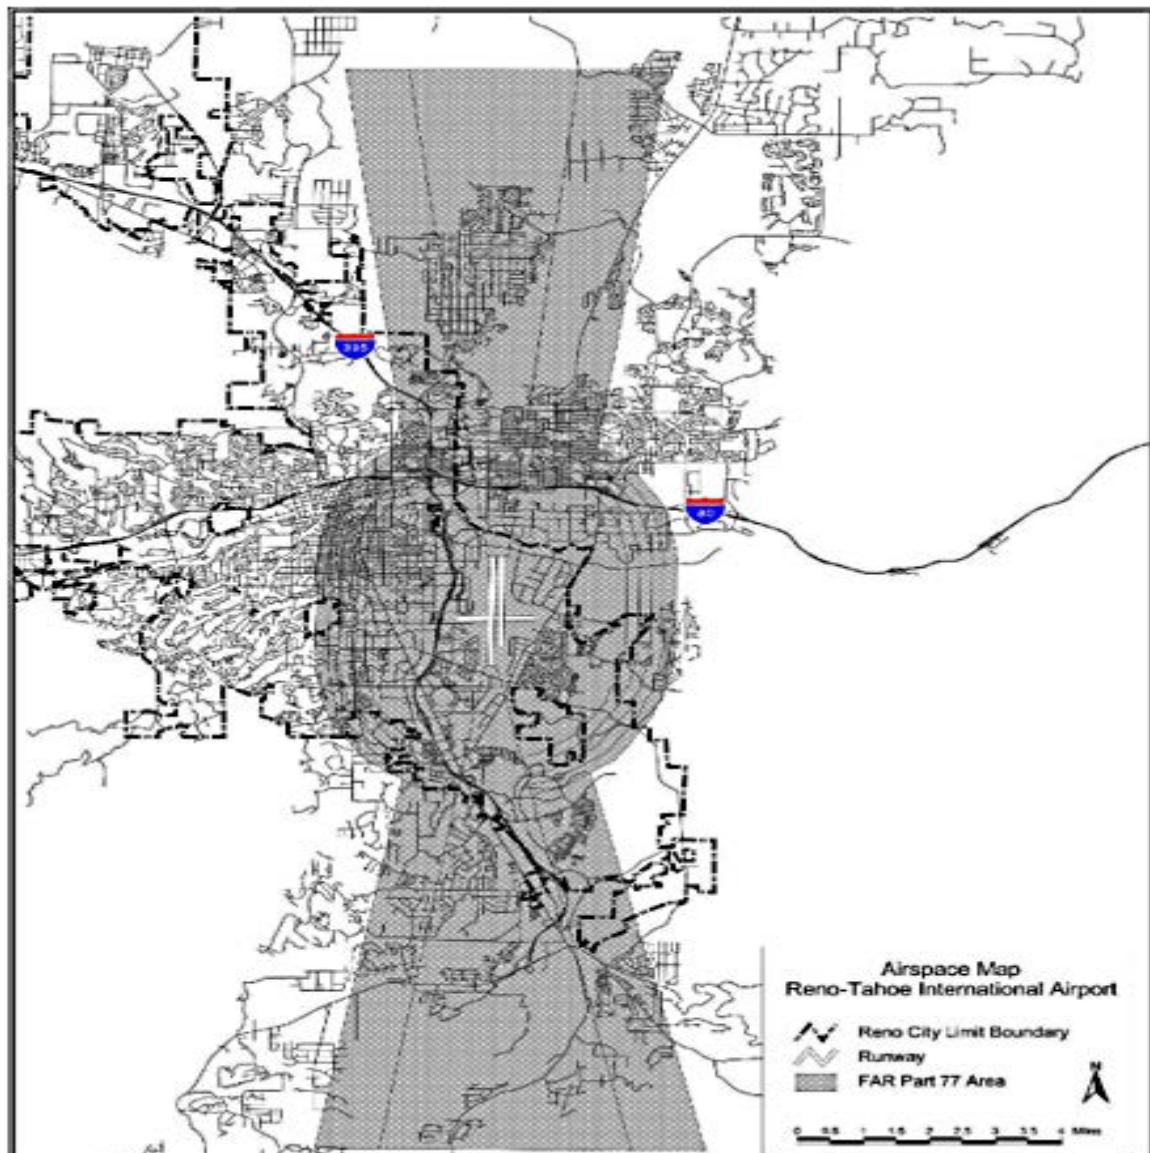 395
80
Airspace Map
Reno-Tahoe International Airport
Reno City Limit Boundary
Runway
FAR Part 77 Area
N
0 0.5 1 1.5 2 2.5 3 3.5 4 Miles